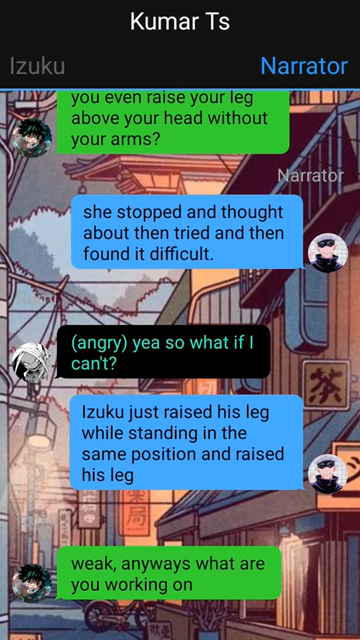 Kumar Ts
Izuku
Narrator
you even raise your leg
above your head without
your arms?
Narrator
she stopped and thought
about then tried and then
found it difficult.
(angry) yea so what if I
can't?
Izuku just raised his leg
while standing in the
same position and raised
his leg
weak, anyways what are
you working on